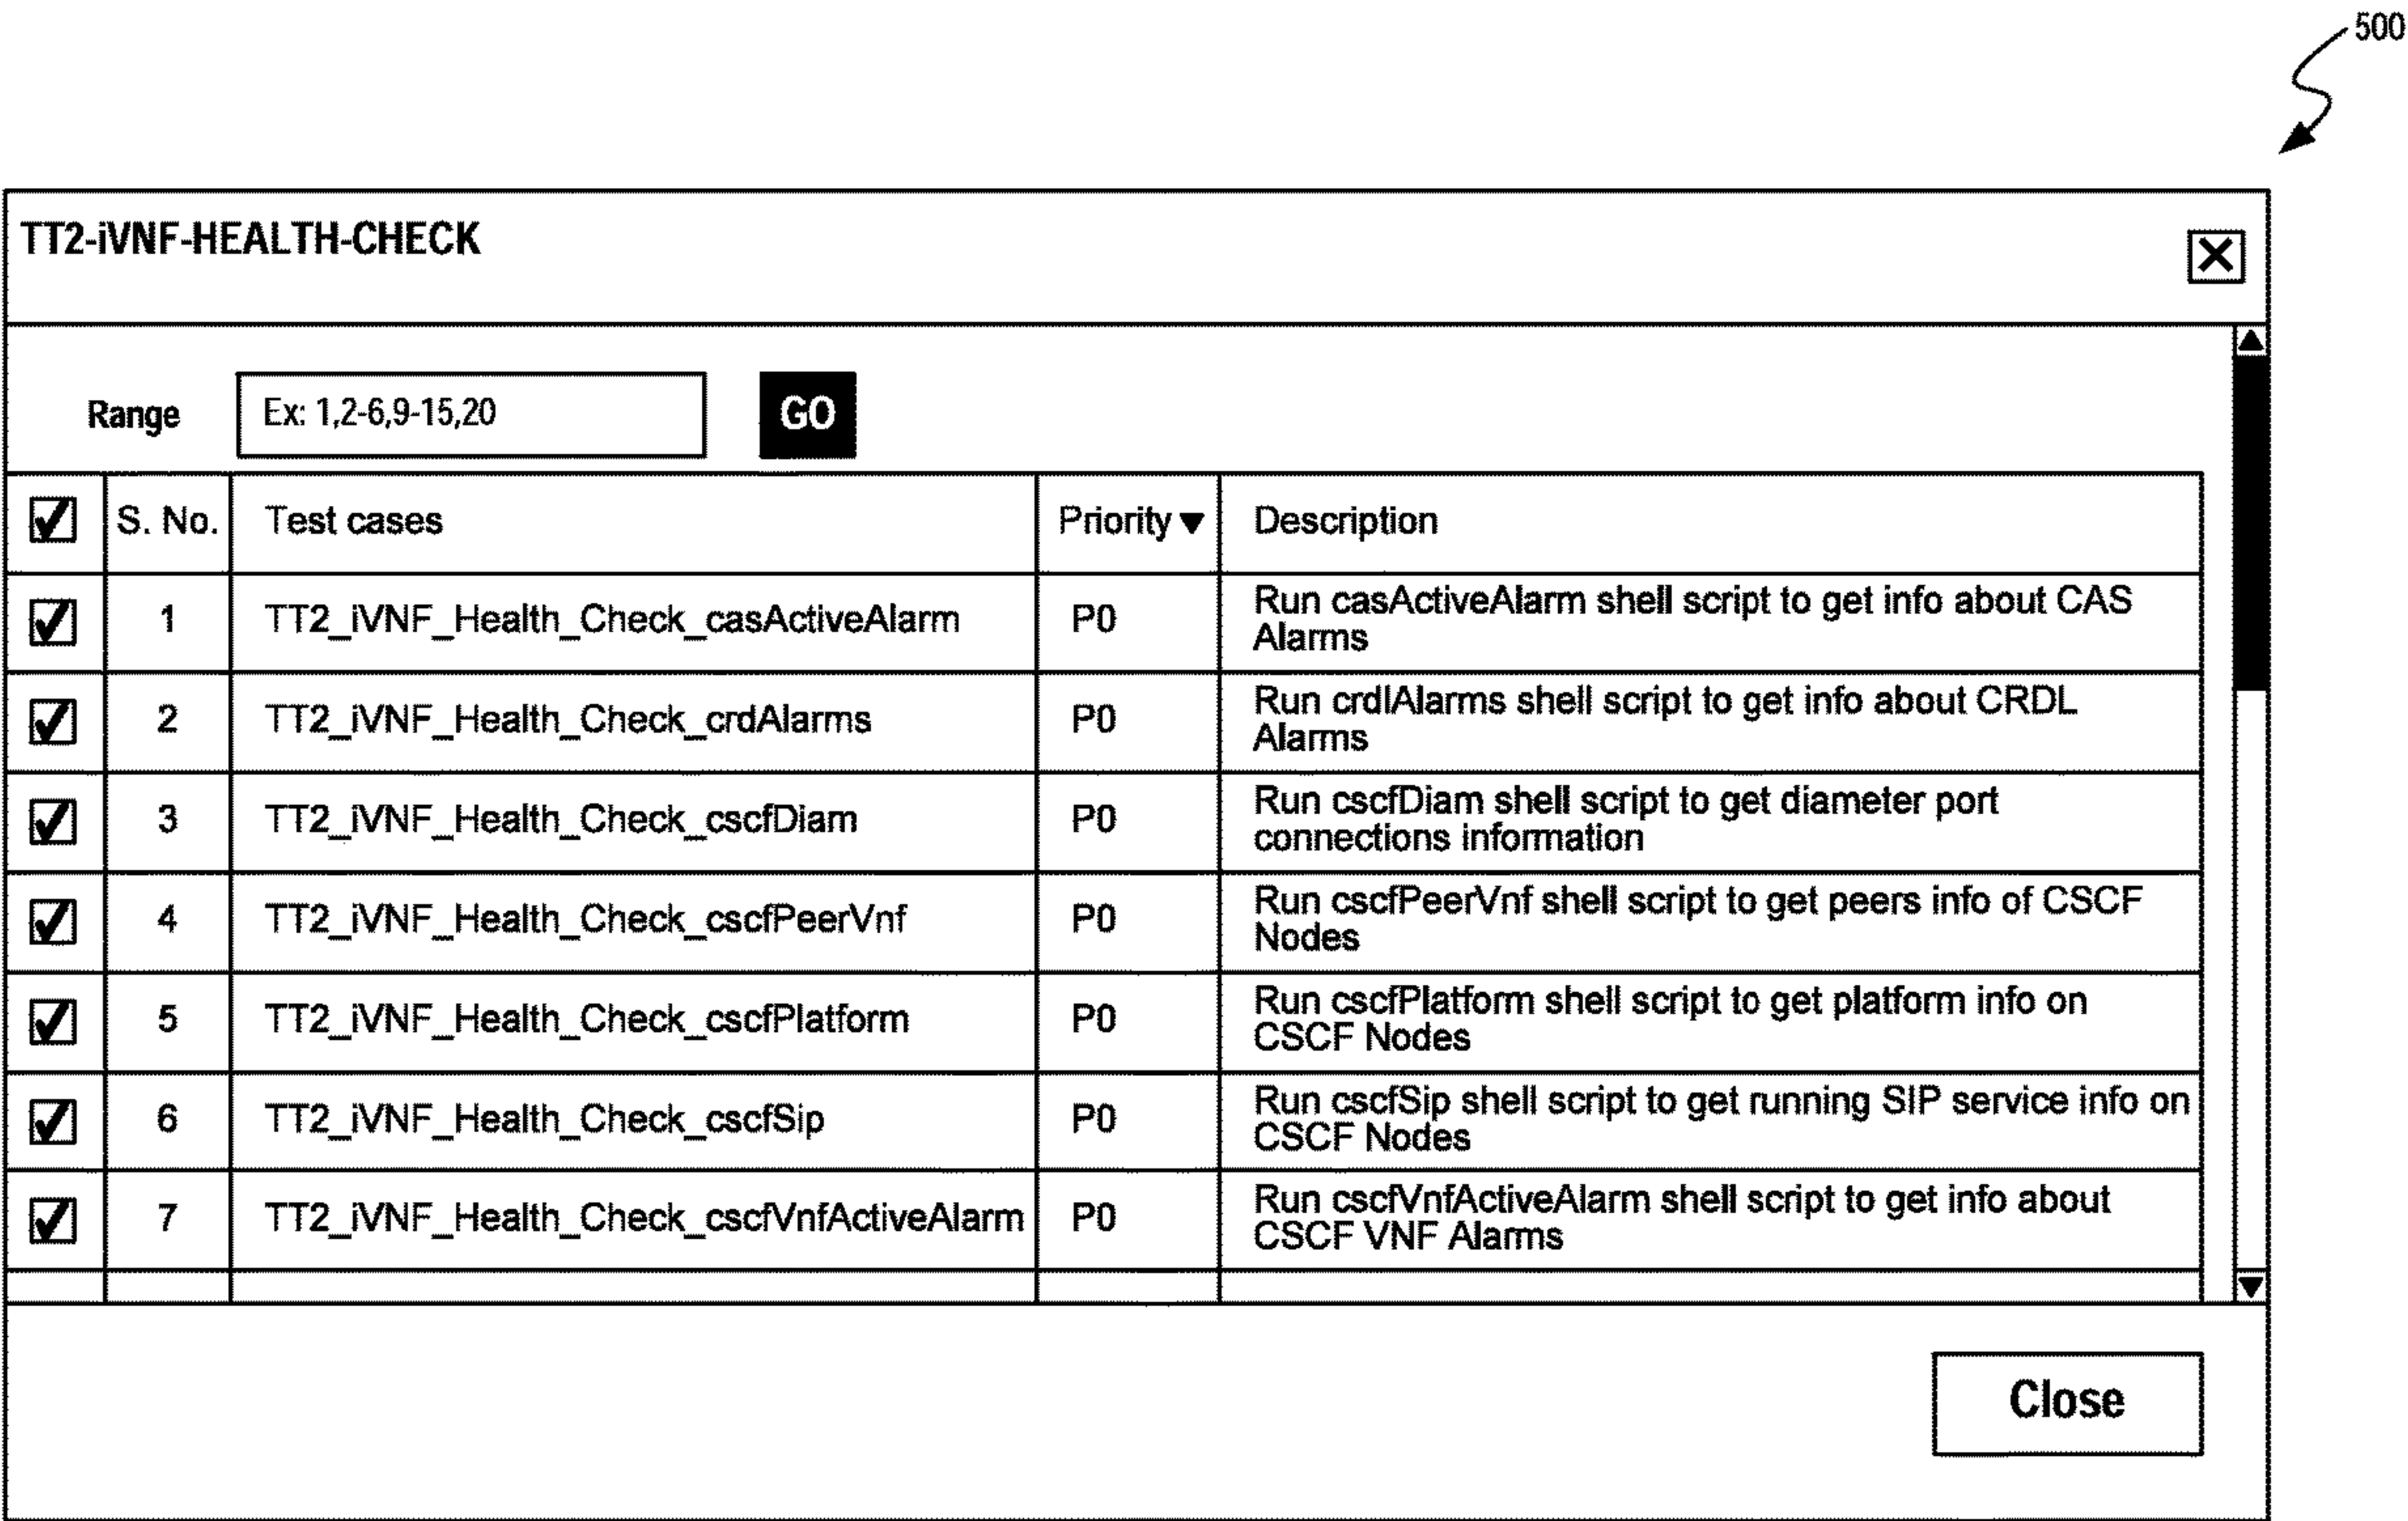 500
TT2-iVNF-HEALTH-CHECK
Range Ex: 1,2-6,9-15,20 GO
S. No. Test cases Priority Description
1 TT2_iVNF_Health_Check_casActiveAlarm P0 Run casActiveAlarm shell script to get info about CAS
Alarms
2 TT2_iVNF_Health_Check_crdAlarms P0 Run crdlAlarms shell script to get info about CRDL
Alarms
3 TT2_iVNF_Health_Check_cscfDiam P0 Run cscfDiam shell script to get diameter port
connections information
4 TT2_iVNF_Health_Check_cscfPeerVnf P0 Run cscfPeerVnf shell script to get peers info of CSCF
Nodes
5 TT2_iVNF_Health_Check_cscfPlatform P0 Run cscfPlatform shell script to get platform info on
CSCF Nodes
6 TT2_iVNF_Health_Check_cscfSip P0 Run cscfSip shell script to get running SIP service info on
CSCF Nodes
7 TT2_iVNF_Health_Check_cscfVnfActiveAlarm P0 Run cscfVnfActiveAlarm shell script to get info about
CSCF VNF Alarms
Close